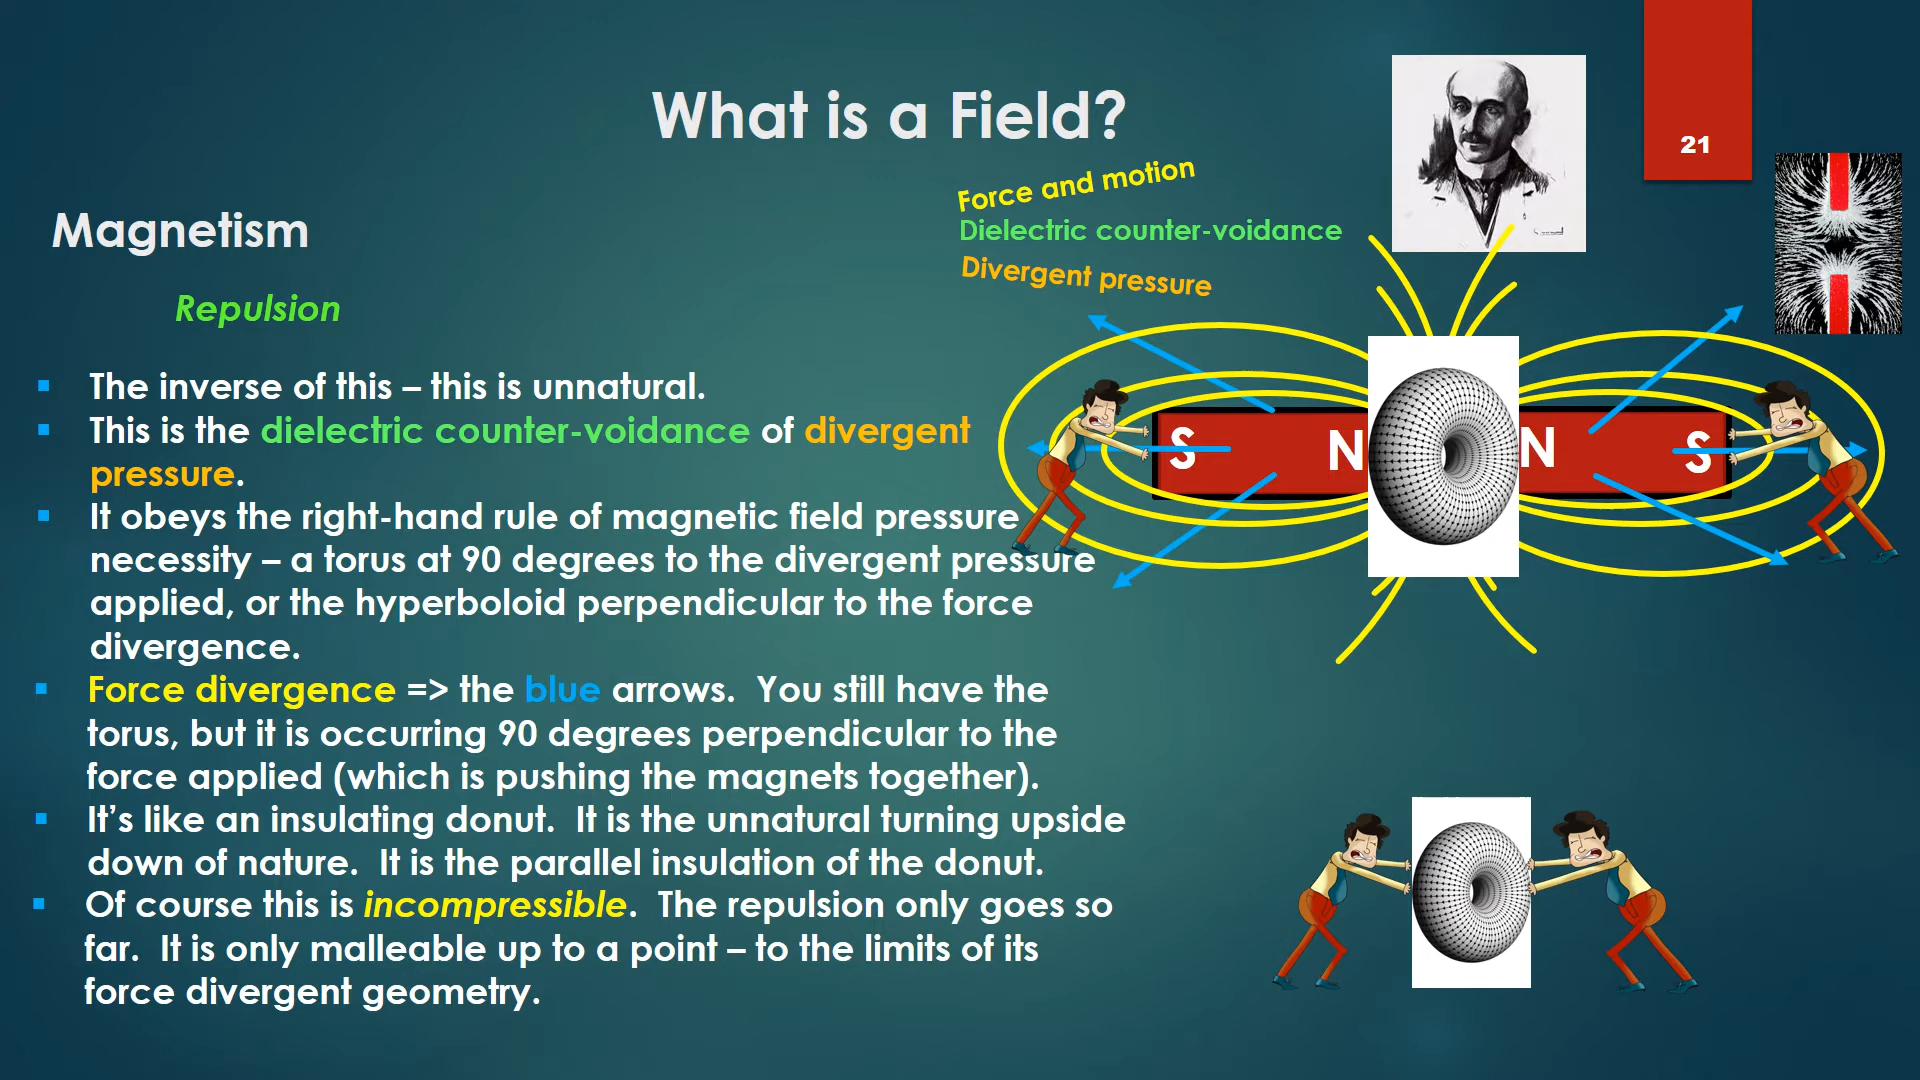 What is a Field?
21
Force and motion
Dielectric counter-voidance
Divergent pressure
Magnetism
Repulsion
The inverse of this – this is unnatural.
This is the dielectric counter-voidance of divergent
pressure.
It obeys the right-hand rule of magnetic field pressure
necessity – a torus at 90 degrees to the divergent pressure
applied, or the hyperboloid perpendicular to the force
divergence.
Force divergence => the blue arrows.  You still have the
torus, but it is occurring 90 degrees perpendicular to the
force applied (which is pushing the magnets together).
It's like an insulating donut.  It is the unnatural turning upside
down of nature.  It is the parallel insulation of the donut.
Of course this is incompressible.  The repulsion only goes so
far.  It is only malleable up to a point – to the limits of its
force divergent geometry.
S N N S